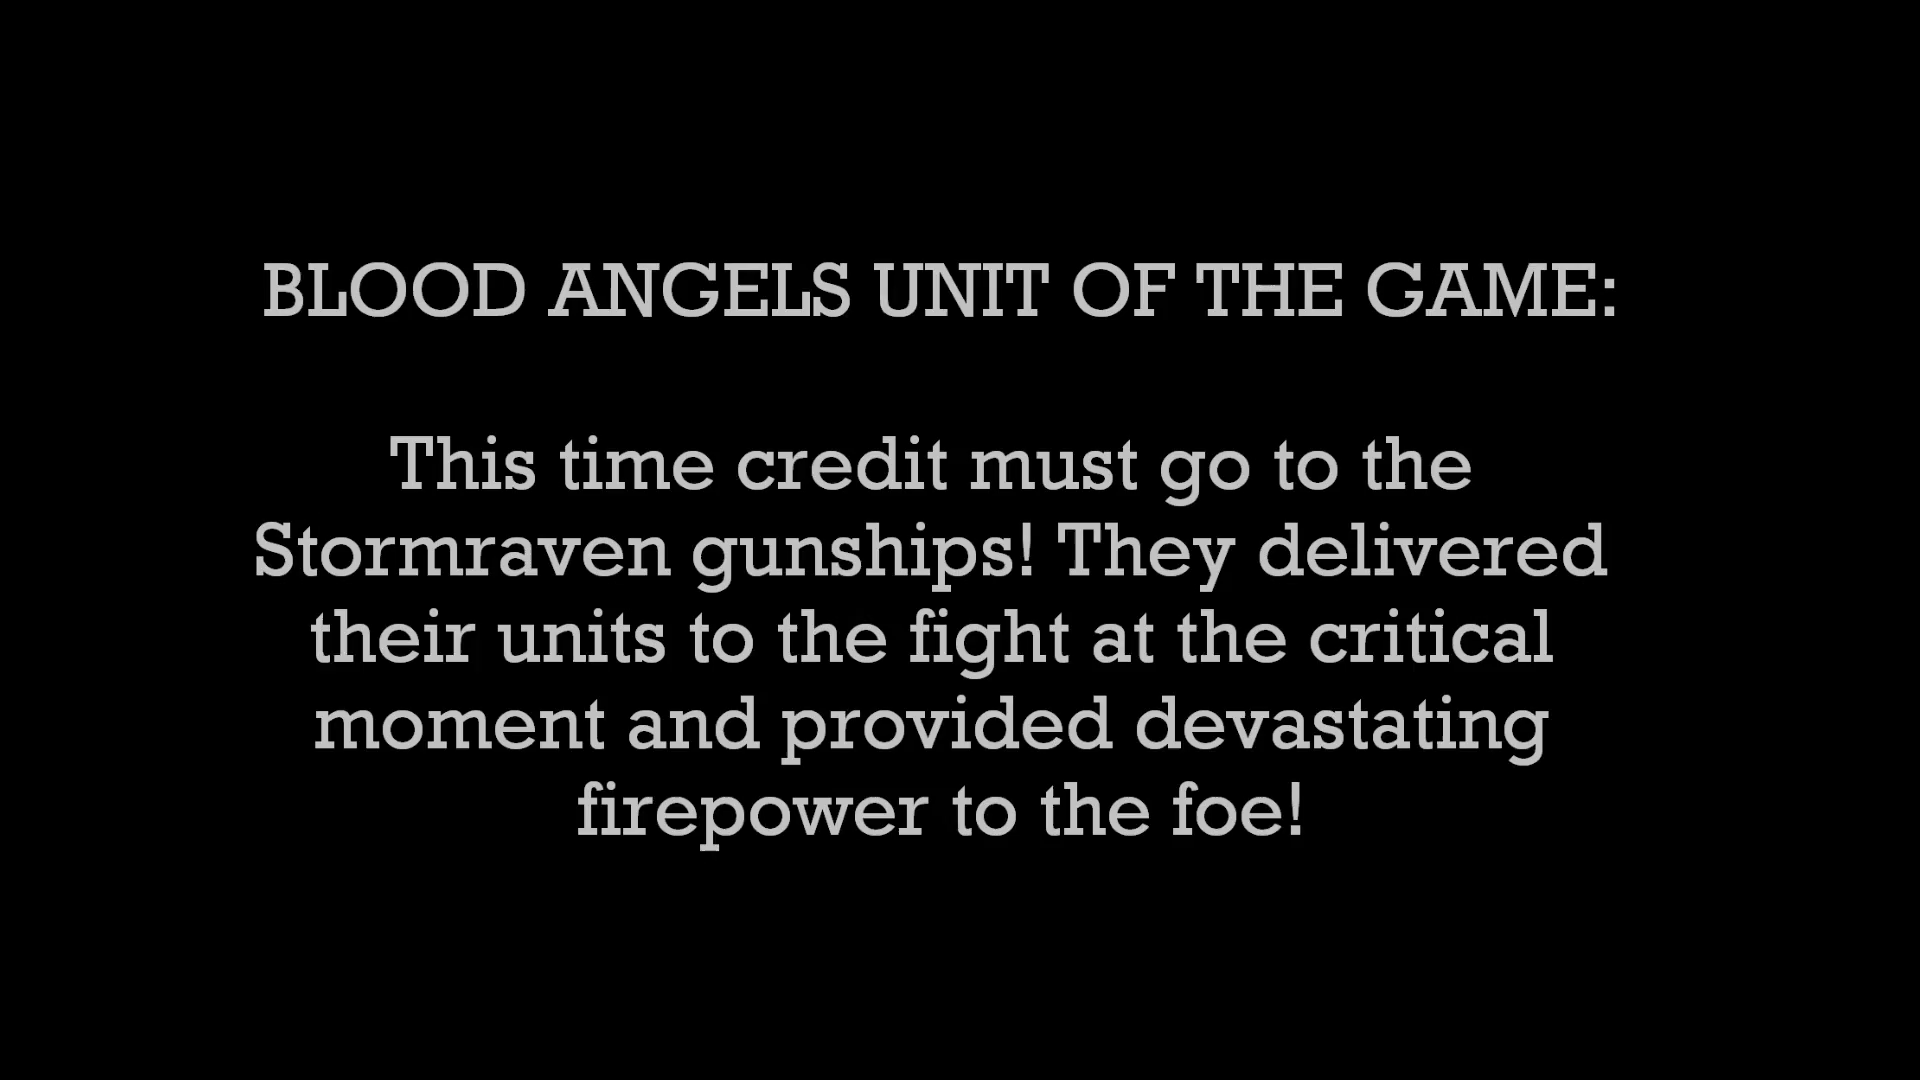 BLOOD ANGELS UNIT OF THE GAME:
This time credit must go to the
Stormraven gunships! They delivered
their units to the fight at the critical
moment and provided devastating
firepower to the foe!